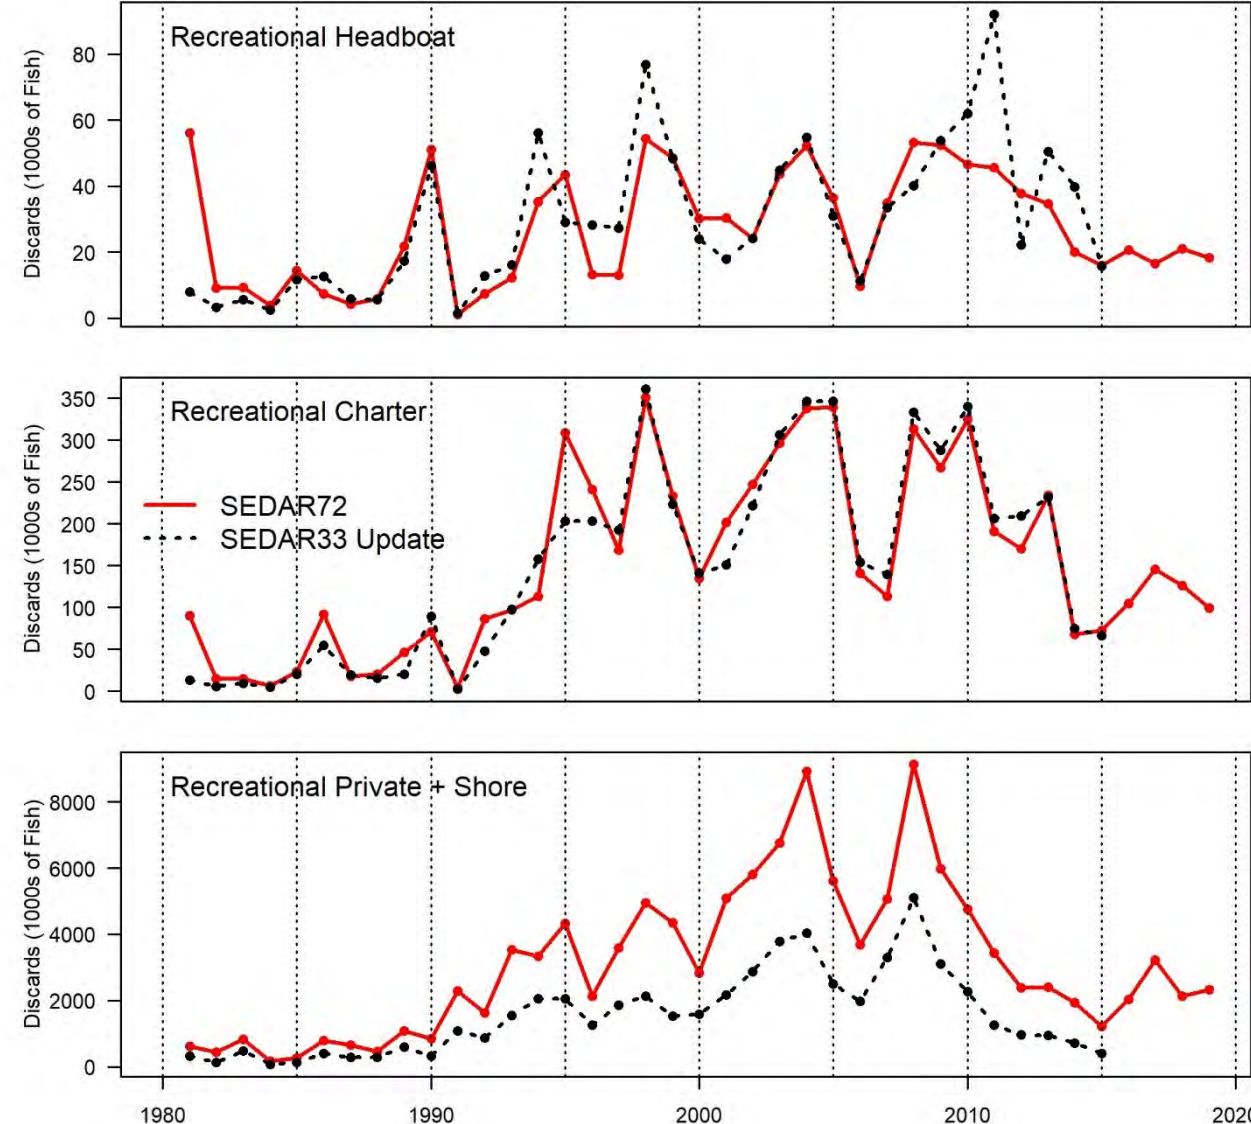 Recreational Headboat
Discards (1000s of Fish)
80
60
40
20
0
Recreational Charter
Discards (1000s of Fish)
350
300
250
200
150
100
50
0
SEDAR72
SEDAR33 Update
Recreational Private + Shore
Discards (1000s of Fish)
8000
6000
4000
2000
0
1980 1990 2000 2010 2020